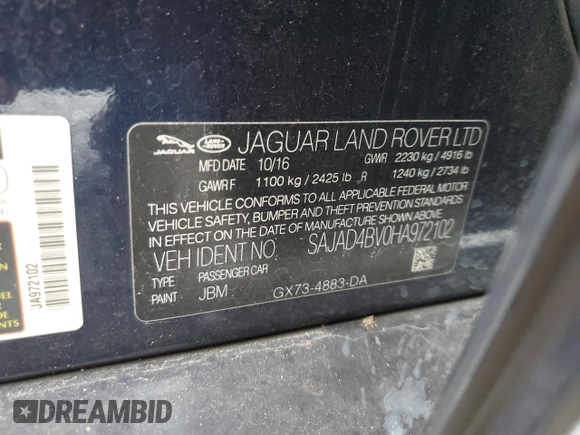 JAGUAR
LAND ROVER
JAGUAR LAND ROVER LTD
MFD DATE 10/16 GWR 2230 kg / 4916 lb
GAWR F 1100 kg / 2425 lb R 1240 kg / 2734 lb
THIS VEHICLE CONFORMS TO ALL APPLICABLE FEDERAL MOTOR
VEHICLE SAFETY, BUMPER AND THEFT PREVENTION STANDARDS
IN EFFECT ON THE DATE OF MANUFACTURE SHOWN ABOVE.
VEH IDENT NO SAJAD4BV0HA972102
TYPE PASSENGER CAR
PAINT JBM GX73-4883-DA
JA972102
DREAMBID